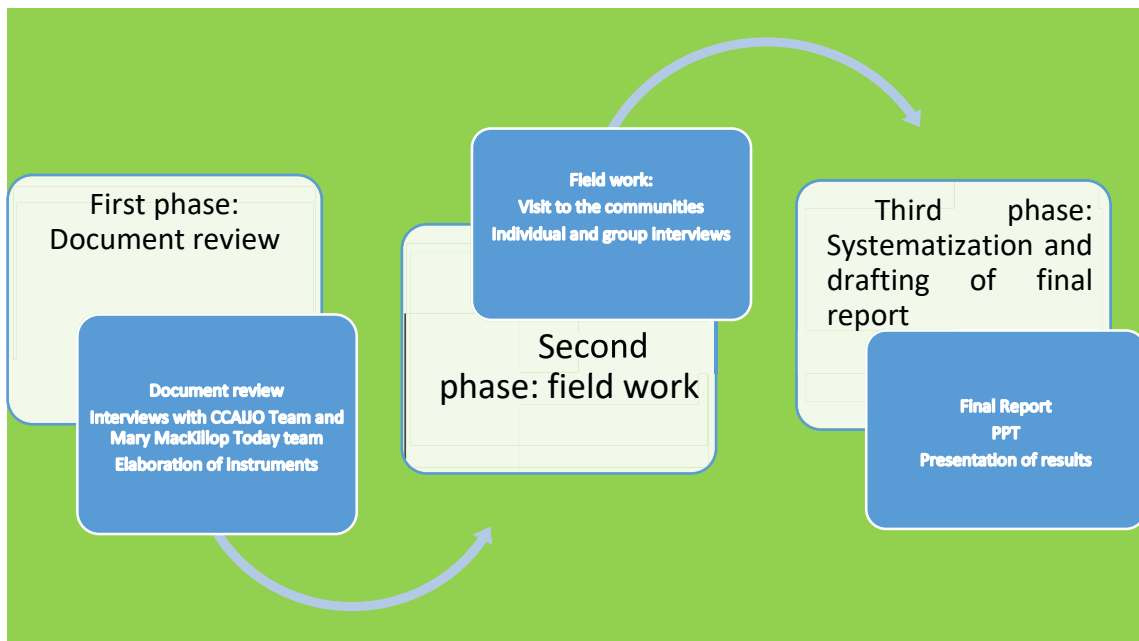 First phase:
Document review
Document review
Interviews with CCAIJO Team and
Mary MacKillop Today team
Elaboration of instruments
Field work:
Visit to the communities
Individual and group interviews
Second
phase: field work
Third phase:
Systematization and
drafting of final
report
Final Report
PPT
Presentation of results